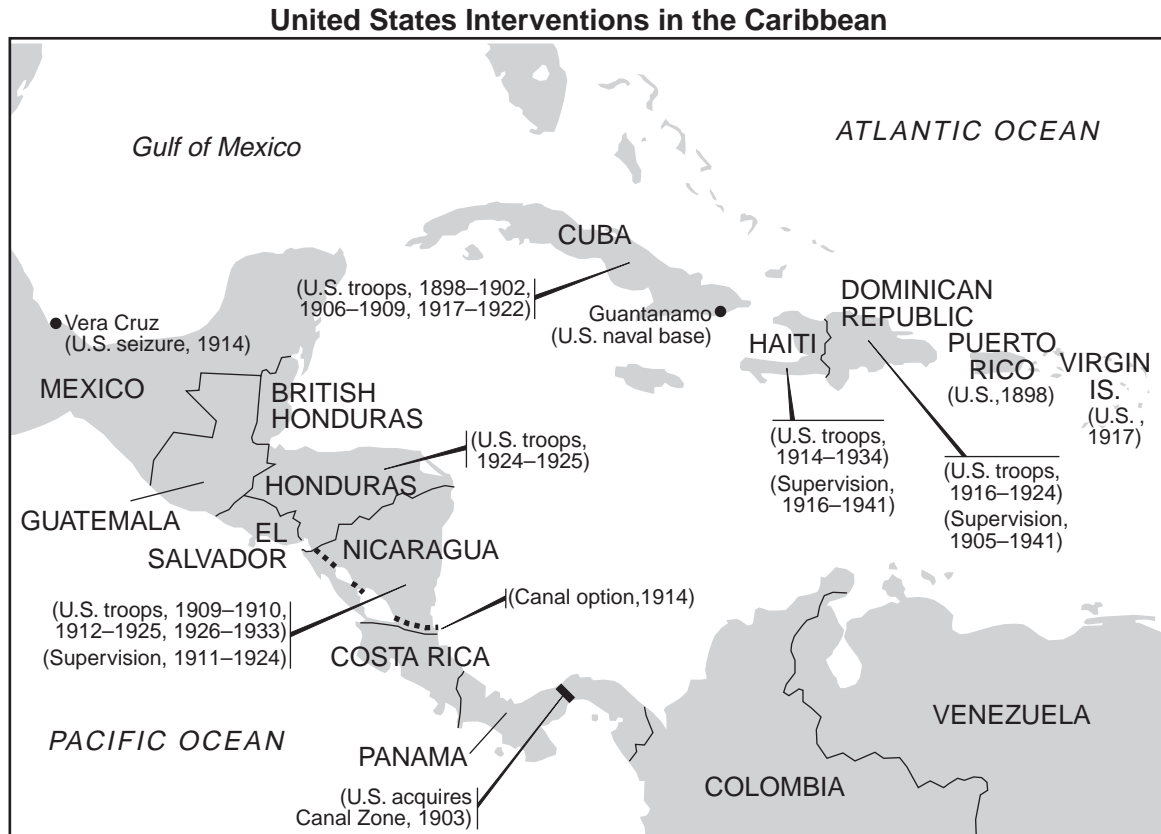 United States Interventions in the Caribbean
ATLANTIC OCEAN
Gulf of Mexico
CUBA
(U.S. troops, 1898–1902,
1906–1909, 1917–1922)
Guantanamo
(U.S. naval base)
DOMINICAN
REPUBLIC
HAITI
PUERTO
RICO
(U.S.,1898)
VIRGIN
IS.
(U.S. ,
1917)
Vera Cruz
(U.S. seizure, 1914)
MEXICO
BRITISH
HONDURAS
(U.S. troops,
1924–1925)
(U.S. troops,
1914–1934)
(Supervision,
1916–1941)
(U.S. troops,
1916–1924)
(Supervision,
1905–1941)
HONDURAS
GUATEMALA
EL
SALVADOR
NICARAGUA
(U.S. troops, 1909–1910,
1912–1925, 1926–1933)
(Supervision, 1911–1924)
(Canal option,1914)
COSTA RICA
PACIFIC OCEAN
PANAMA
(U.S. acquires
Canal Zone, 1903)
VENEZUELA
COLOMBIA